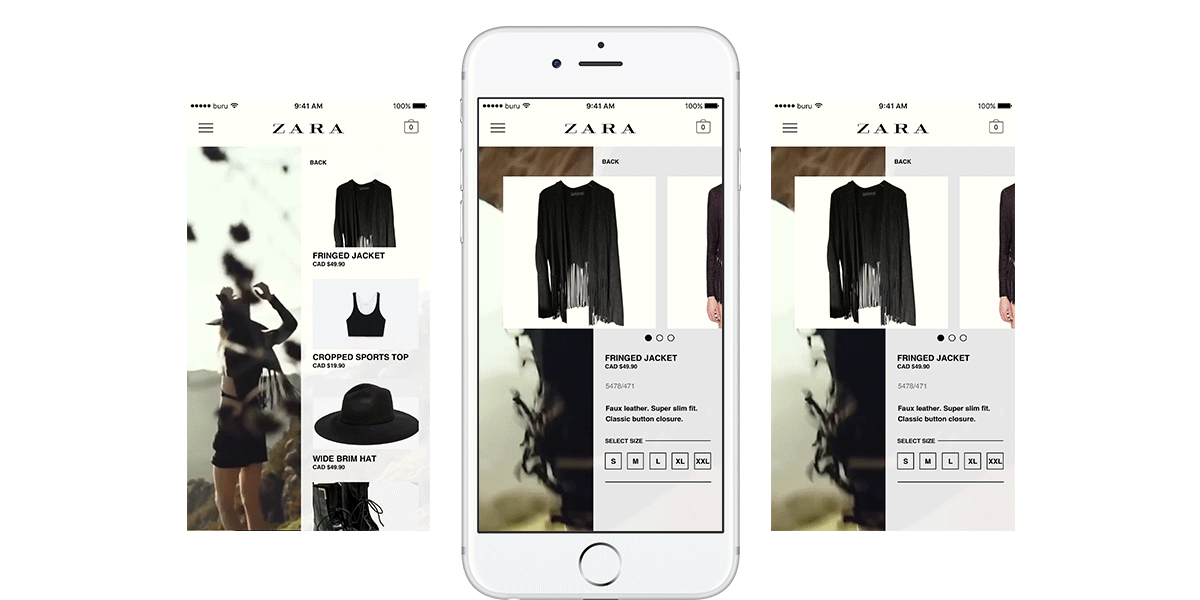 buru 9:41 AM 100%
ZARA 0
BACK
FRINGED JACKET
CAD $49.90
CROPPED SPORTS TOP
CAD $19.90
WIDE BRIM HAT
CAD $49.90
buru 9:41 AM 100%
ZARA 0
BACK
FRINGED JACKET
CAD $49.90
5478/471
Faux leather. Super slim fit.
Classic button closure.
SELECT SIZE
S M L XL XXL
buru 9:41 AM 100%
ZARA 0
BACK
FRINGED JACKET
CAD $49.90
5478/471
Faux leather. Super slim fit.
Classic button closure.
SELECT SIZE
S M L XL XXL